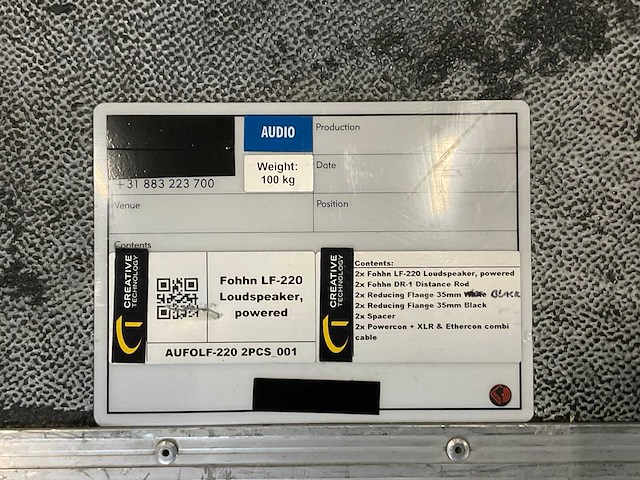 AUDIO
Production
Weight:
100 kg
Date
+31 883 223 700
Venue
Position
Contents
CREATIVE
TECHNOLOGY
Fohhn LF-220
Loudspeaker,
powered
AUFOLF-220 2PCS_001
CREATIVE
TECHNOLOGY
Contents:
2x Fohhn LF-220 Loudspeaker, powered
2x Fohhn DR-1 Distance Rod
2x Reducing Flange 35mm White BLACK
2x Reducing Flange 35mm Black
2x Spacer
2x Powercon + XLR & Ethercon combi
cable